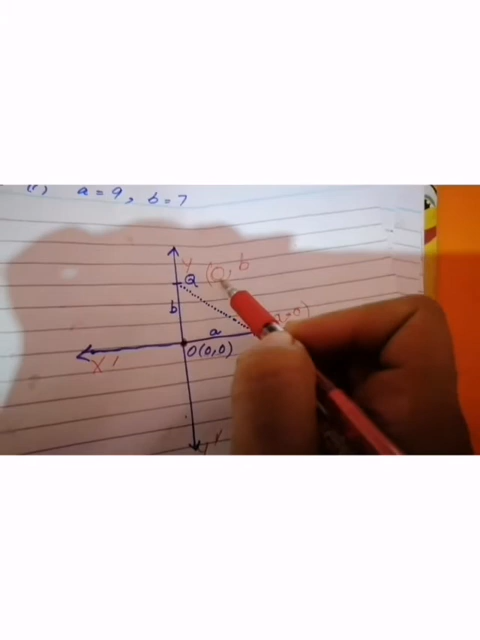 (i) a = 9, b = 7
Y
Q (0, b
b
a
O(0,0)
X'
Y'